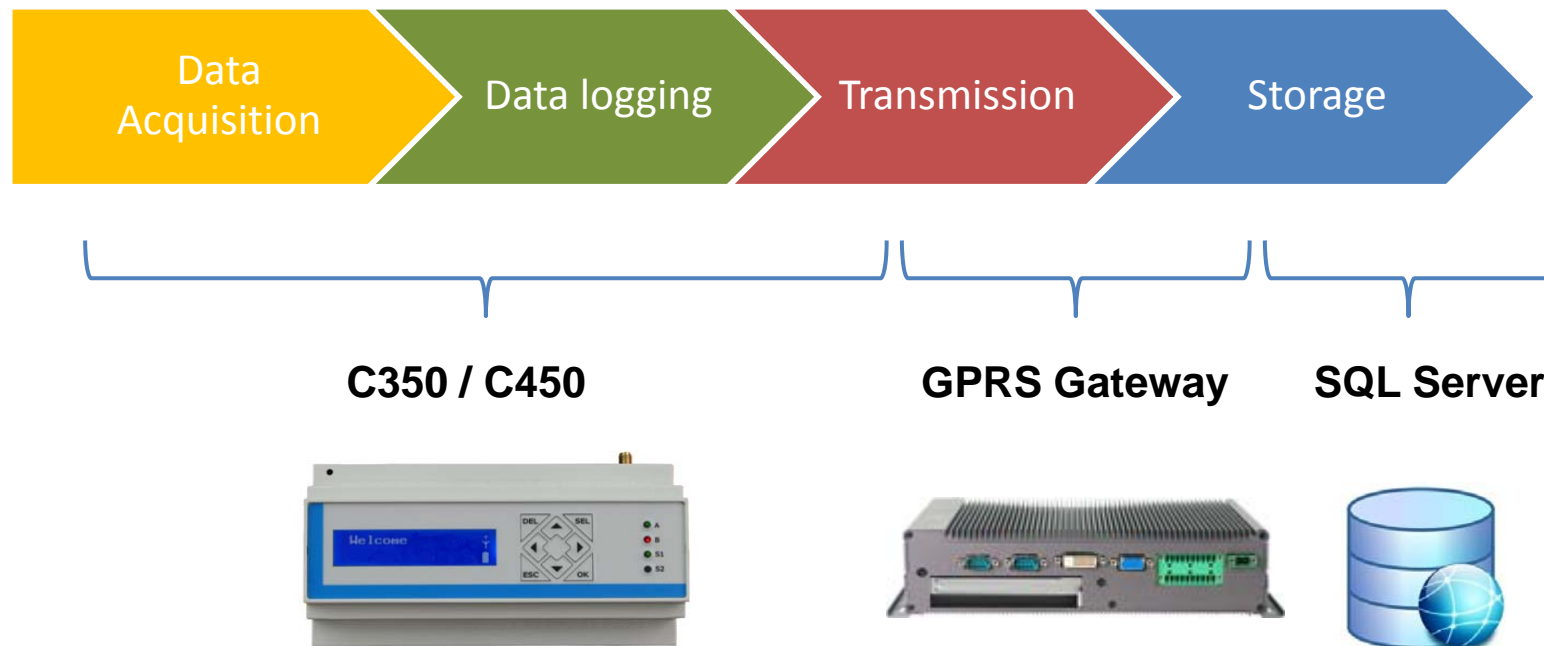 Data
Acquisition
Data logging
Transmission
Storage
C350 / C450
GPRS Gateway
SQL Server
Welcome
DEL
SEL
ESC
OK
A
B
S1
S2